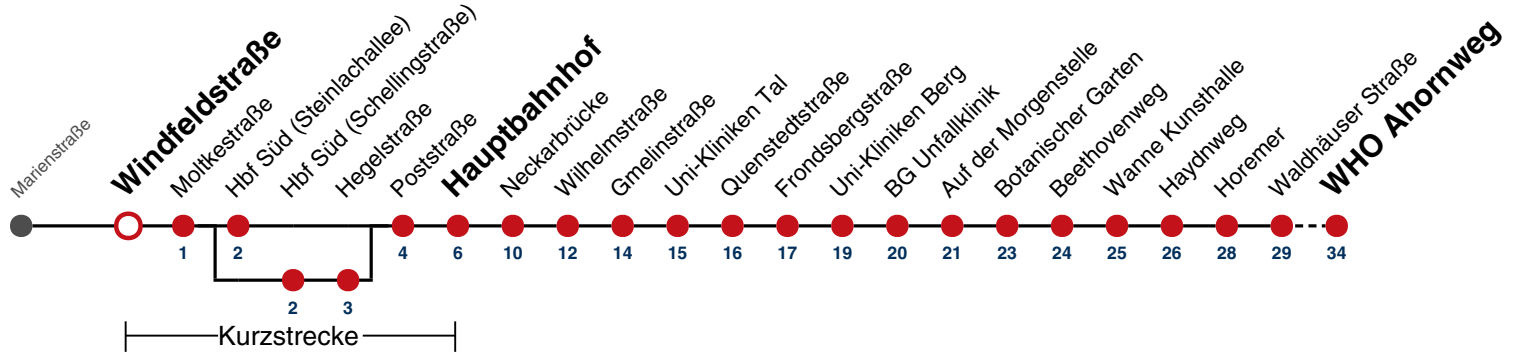 Marienstraße
Windfeldstraße
Moltkestraße
Hbf Süd (Steinlachallee)
Hbf Süd (Schellingstraße)
Hegelstraße
Poststraße
Hauptbahnhof
Neckarbrücke
Wilhelmstraße
Gmelinstraße
Uni-Kliniken Tal
Quenstedtstraße
Frondsbergstraße
Uni-Kliniken Berg
BG Unfallklinik
Auf der Morgenstelle
Botanischer Garten
Beethovenweg
Wanne Kunsthalle
Haydnweg
Horemer
Waldhäuser Straße
WHO Ahornweg
1 2 4 6 10 12 14 15 16 17 19 20 21 23 24 25 26 28 29 34
2 3
Kurzstrecke